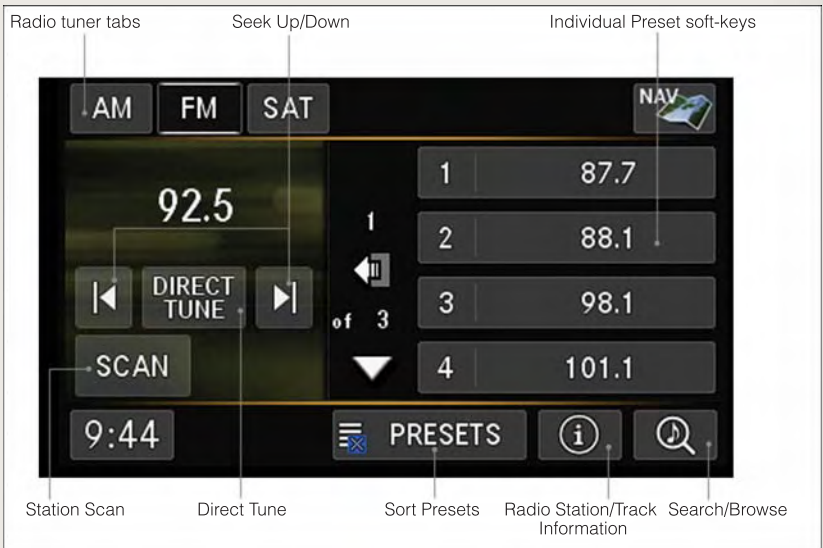 Radio tuner tabs
Seek Up/Down
Individual Preset soft-keys
AM
FM
SAT
NAV
92.5
1
of 3
DIRECT
TUNE
SCAN
1 87.7
2 88.1
3 98.1
4 101.1
9:44
PRESETS
i
Station Scan
Direct Tune
Sort Presets
Radio Station/Track
Information
Search/Browse